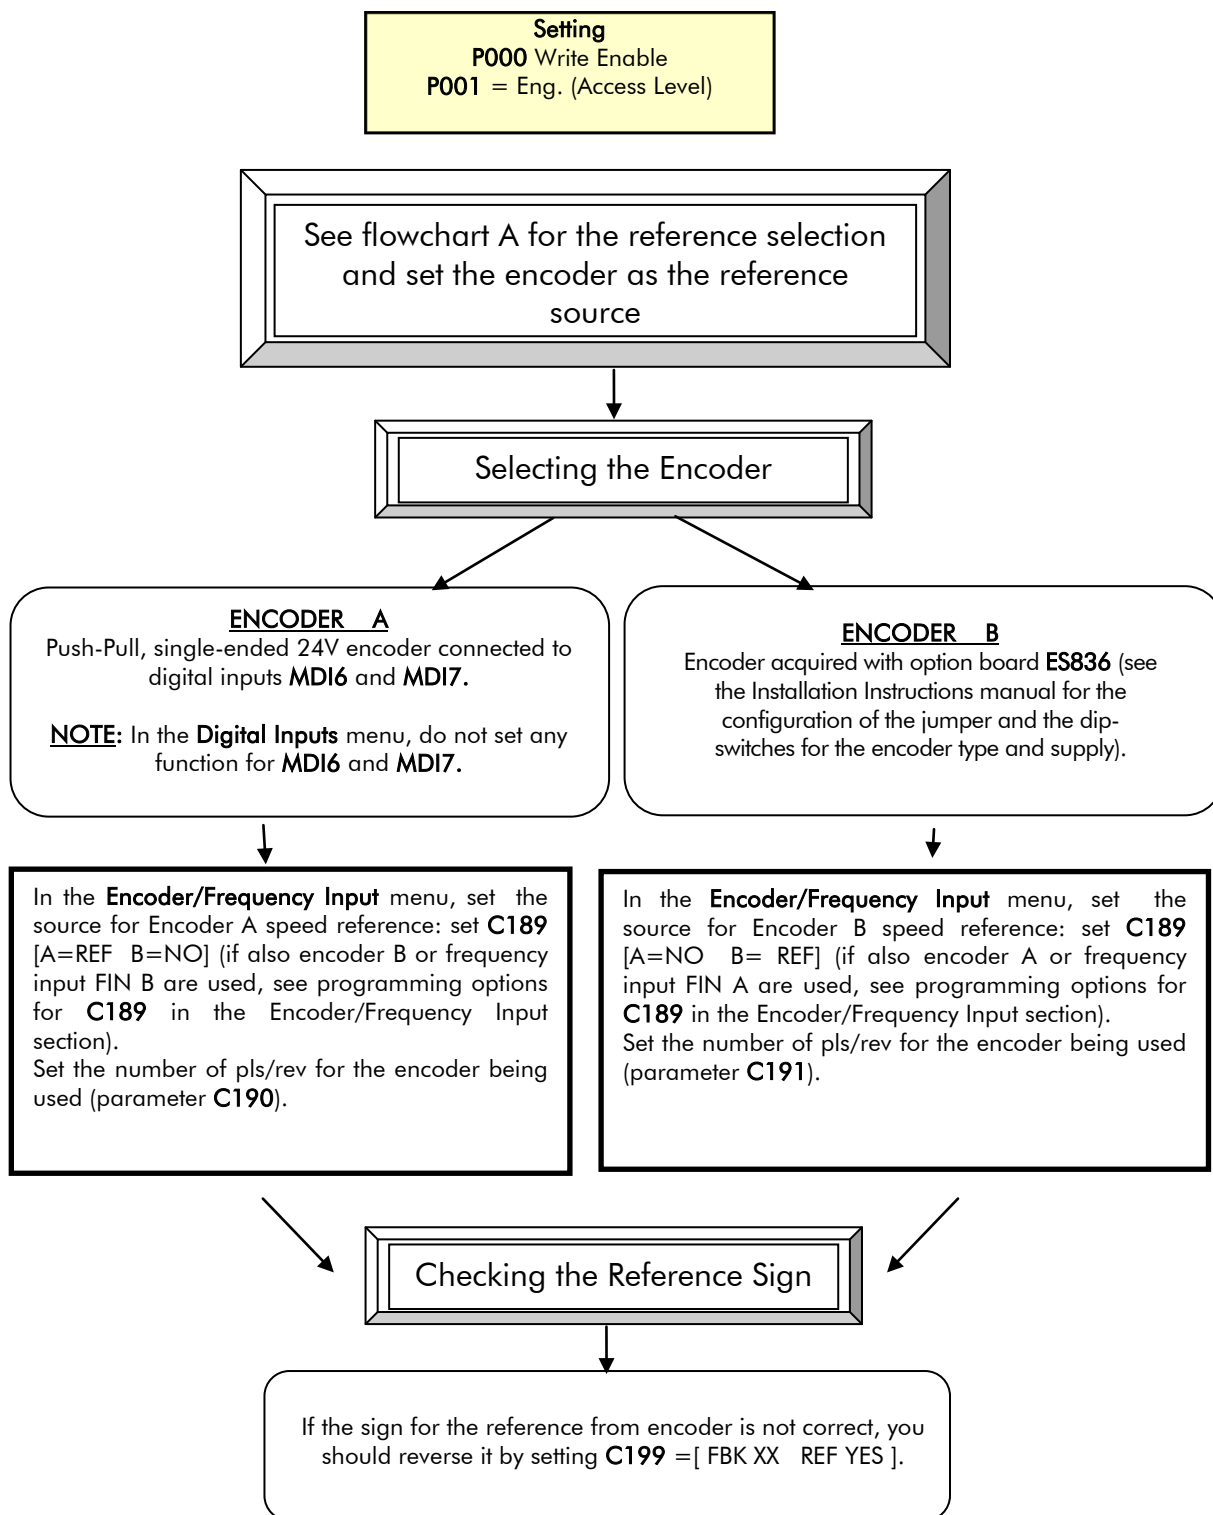 Setting
P000 Write Enable
P001 = Eng. (Access Level)
See flowchart A for the reference selection
and set the encoder as the reference
source
Selecting the Encoder
ENCODER A
Push-Pull, single-ended 24V encoder connected to
digital inputs MDI6 and MDI7.
NOTE: In the Digital Inputs menu, do not set any
function for MDI6 and MDI7.
ENCODER B
Encoder acquired with option board ES836 (see
the Installation Instructions manual for the
configuration of the jumper and the dip-
switches for the encoder type and supply).
In the Encoder/Frequency Input menu, set the
source for Encoder A speed reference: set C189
[A=REF B=NO] (if also encoder B or frequency
input FIN B are used, see programming options
for C189 in the Encoder/Frequency Input
section).
Set the number of pls/rev for the encoder being
used (parameter C190).
In the Encoder/Frequency Input menu, set the
source for Encoder B speed reference: set C189
[A=NO B= REF] (if also encoder A or frequency
input FIN A are used, see programming options for
C189 in the Encoder/Frequency Input section).
Set the number of pls/rev for the encoder being used
(parameter C191).
Checking the Reference Sign
If the sign for the reference from encoder is not correct, you
should reverse it by setting C199 =[ FBK XX REF YES ].